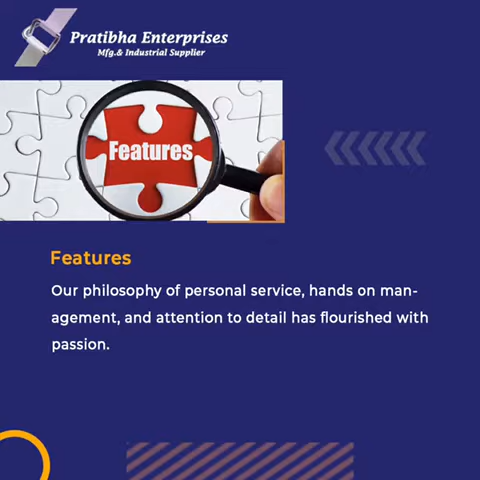 Pratibha Enterprises
Mfg.& Industrial Supplier
Features
Features
Our philosophy of personal service, hands on man-
agement, and attention to detail has flourished with
passion.